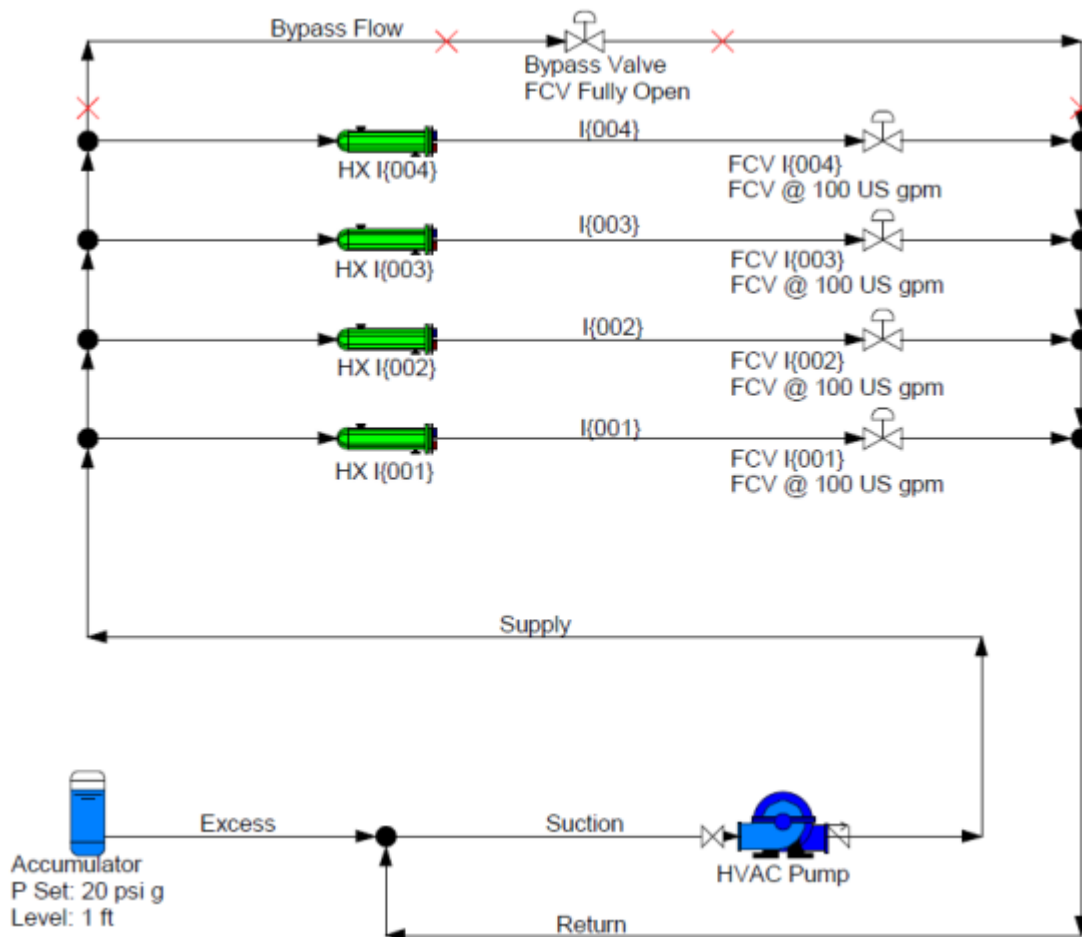 Bypass Flow
Bypass Valve
FCV Fully Open
I{004}
HX I{004}
FCV I{004}
FCV @ 100 US gpm
I{003}
HX I{003}
FCV I{003}
FCV @ 100 US gpm
I{002}
HX I{002}
FCV I{002}
FCV @ 100 US gpm
I{001}
HX I{001}
FCV I{001}
FCV @ 100 US gpm
Supply
Excess
Suction
Accumulator
P Set: 20 psi g
Level: 1 ft
HVAC Pump
Return